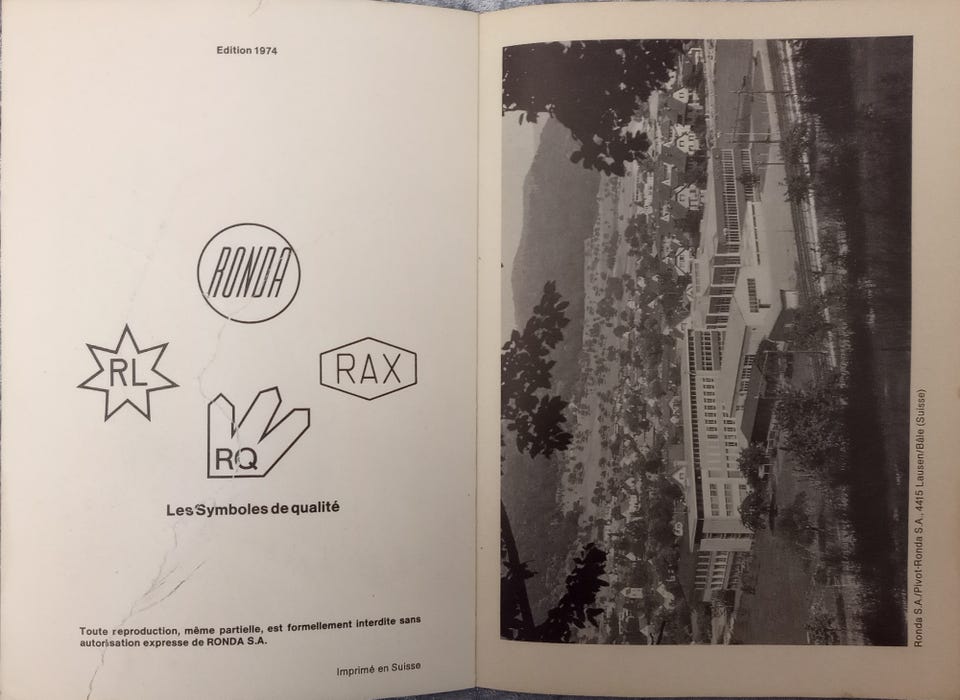 Edition 1974
RONDA
RL
RAX
RQ
Les Symboles de qualité
Toute reproduction, même partielle, est formellement interdite sans
autorisation expresse de RONDA S.A.
Imprimé en Suisse
Ronda S.A./Pivot-Ronda S.A., 4415 Lausen/Bâle (Suisse)